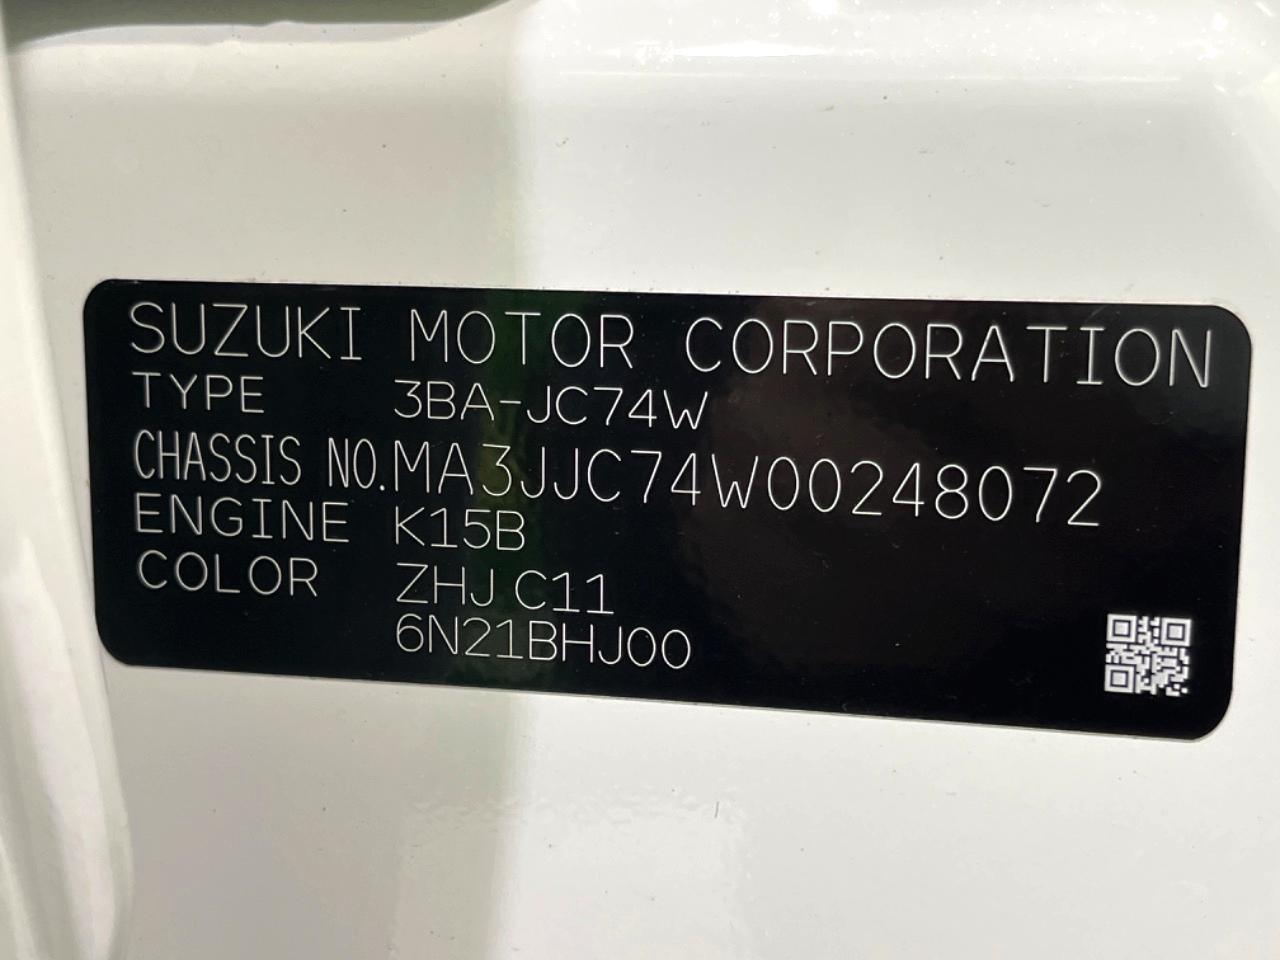 SUZUKI MOTOR CORPORATION
TYPE 3BA-JC74W
CHASSIS NO.MA3JJC74W00248072
ENGINE K15B
COLOR ZHJ C11
6N21BHJ00